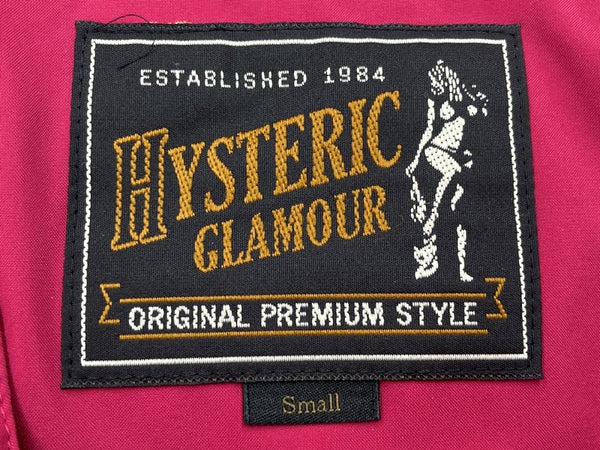 ESTABLISHED 1984
HYSTERIC
GLAMOUR
ORIGINAL PREMIUM STYLE
Small